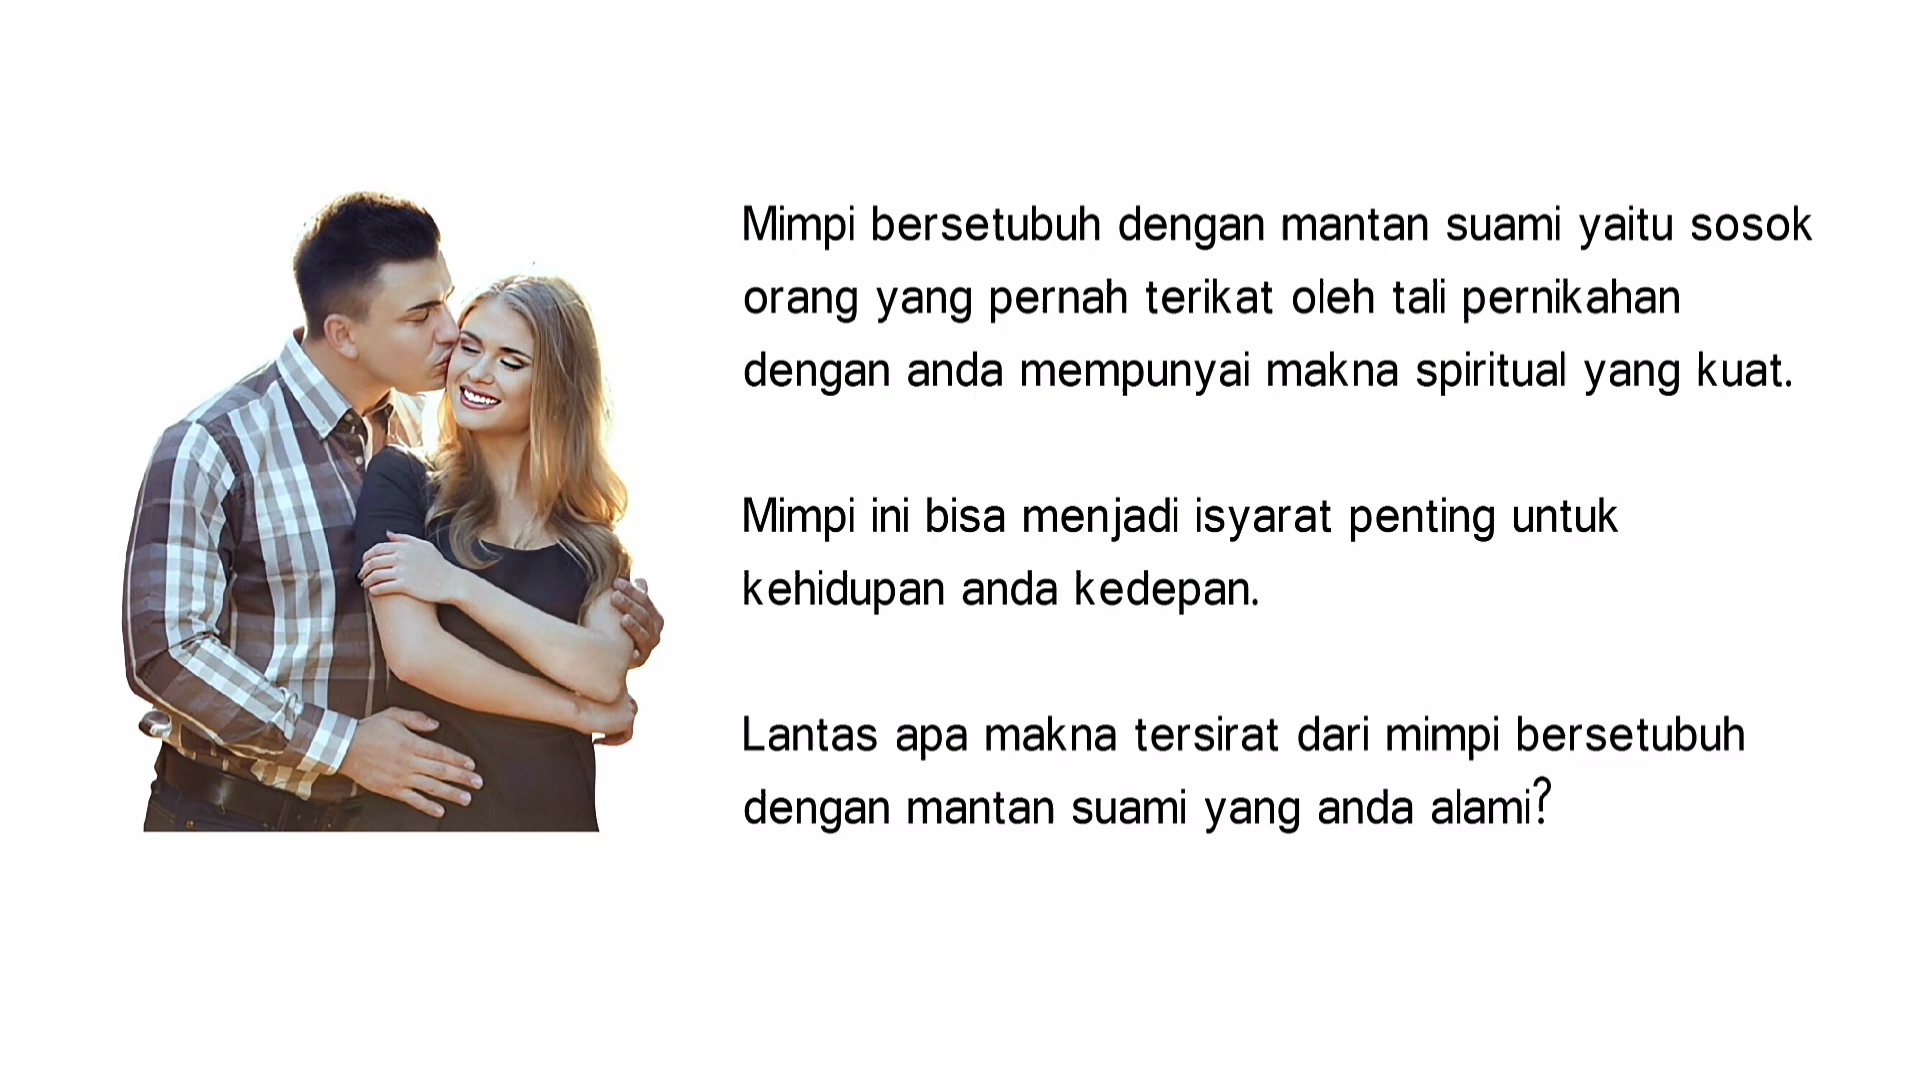 Mimpi bersetubuh dengan mantan suami yaitu sosok
orang yang pernah terikat oleh tali pernikahan
dengan anda mempunyai makna spiritual yang kuat.
Mimpi ini bisa menjadi isyarat penting untuk
kehidupan anda kedepan.
Lantas apa makna tersirat dari mimpi bersetubuh
dengan mantan suami yang anda alami?